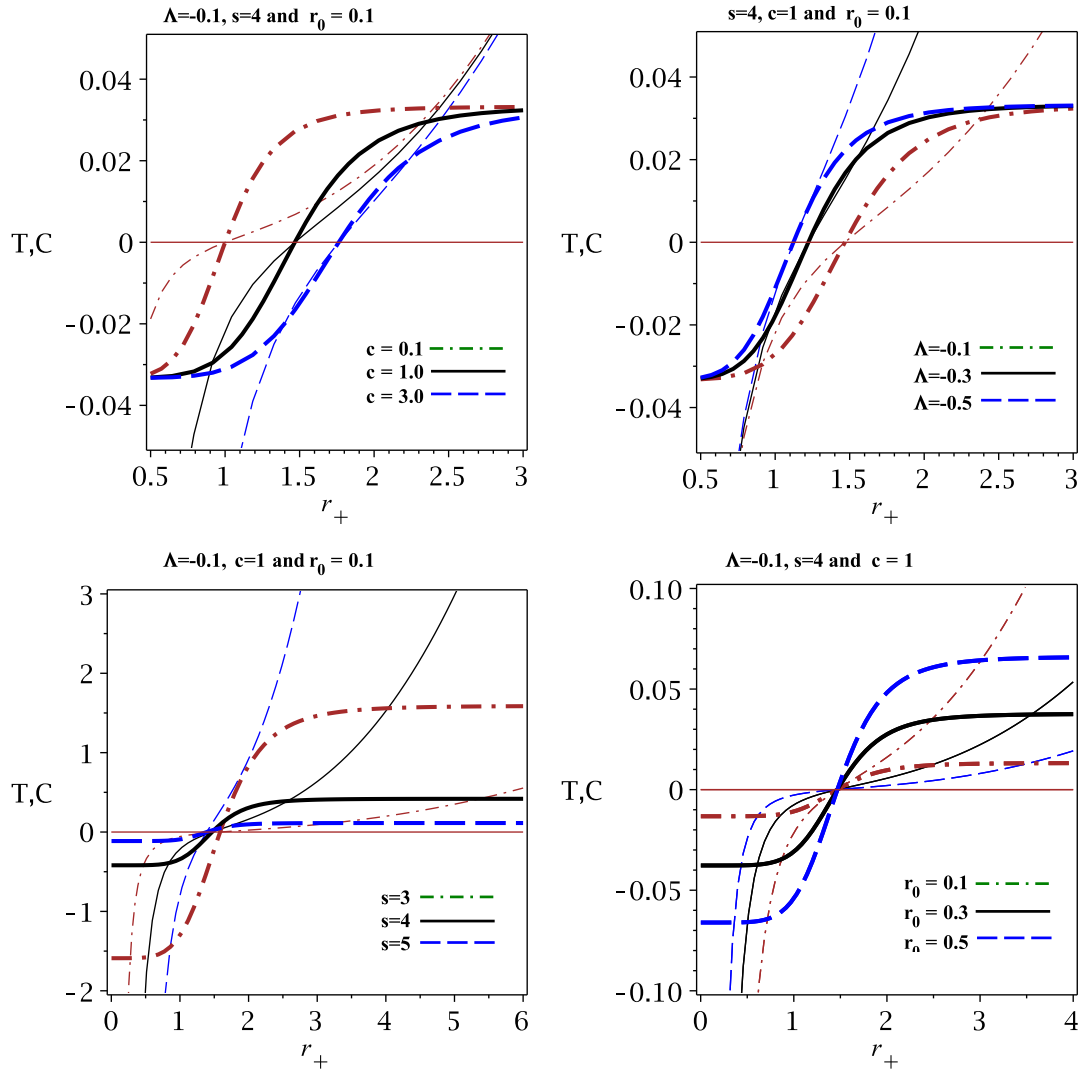 Λ=-0.1, s=4 and r₀ = 0.1
0.04
0.02
T,C
0
-0.02
-0.04
c = 0.1
c = 1.0
c = 3.0
0.5
1
1.5
2
2.5
3
r₊
s=4, c=1 and r₀ = 0.1
0.04
0.02
T,C
0
-0.02
-0.04
Λ=-0.1
Λ=-0.3
Λ=-0.5
0.5
1
1.5
2
2.5
3
r₊
Λ=-0.1, c=1 and r₀ = 0.1
3
2
1
T,C
0
-1
-2
s=3
s=4
s=5
0
1
2
3
4
5
6
r₊
Λ=-0.1, s=4 and c = 1
0.10
0.05
T,C
0
-0.05
-0.10
r₀ = 0.1
r₀ = 0.3
r₀ = 0.5
0
1
2
3
4
r₊